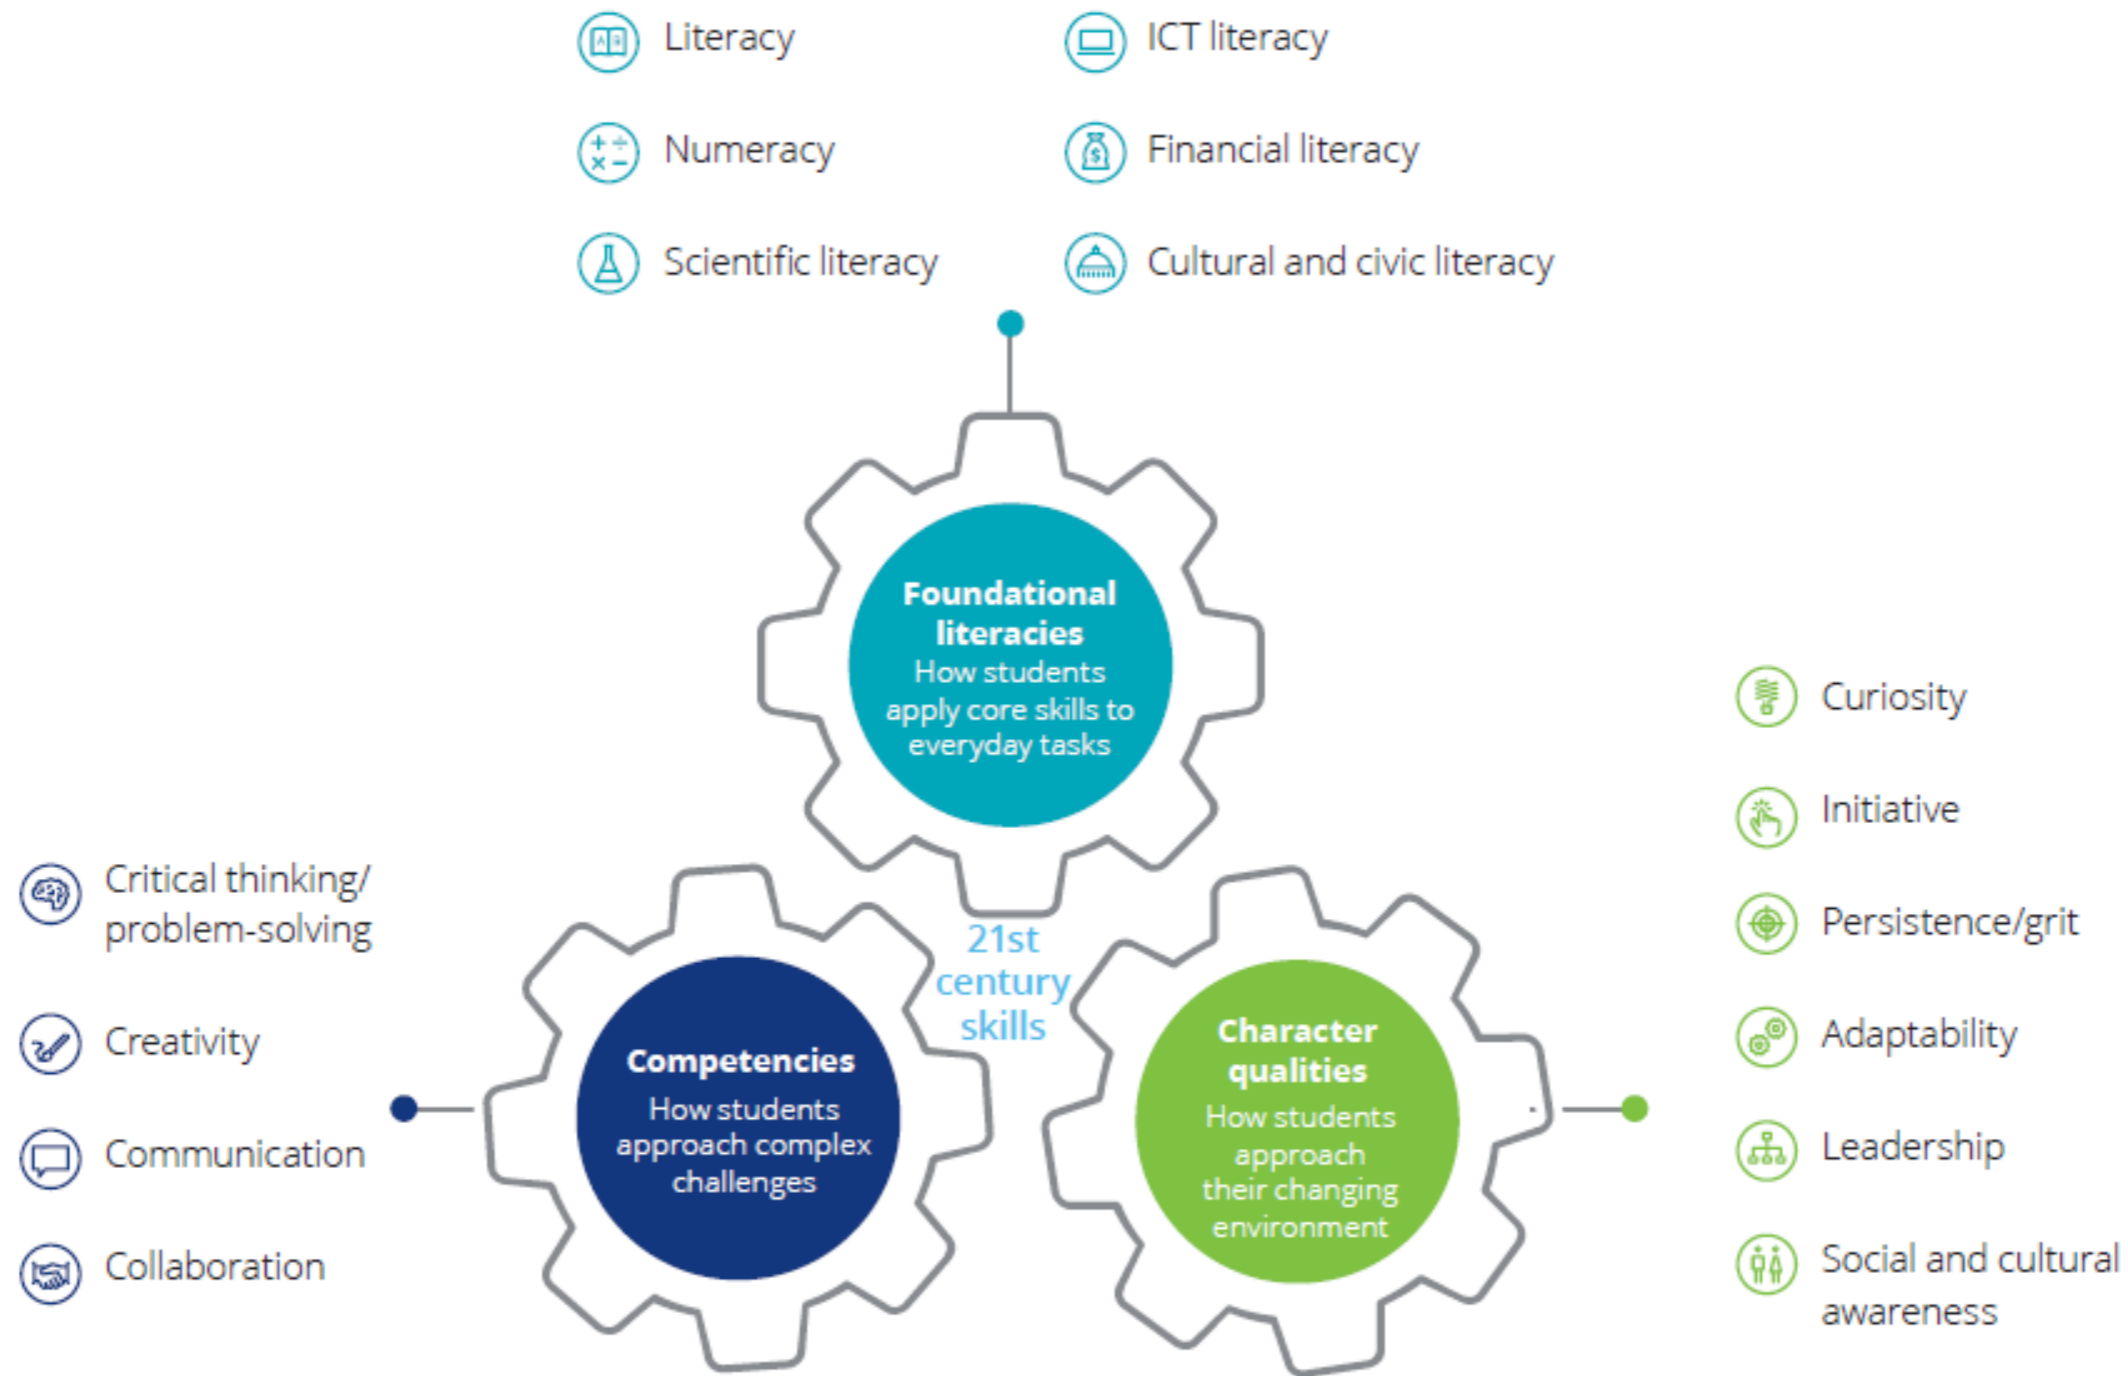 Literacy
ICT literacy
Numeracy
Financial literacy
Scientific literacy
Cultural and civic literacy
Foundational
literacies
How students
apply core skills to
everyday tasks
21st
century
skills
Critical thinking/
problem-solving
Creativity
Communication
Collaboration
Competencies
How students
approach complex
challenges
Character
qualities
How students
approach
their changing
environment
Curiosity
Initiative
Persistence/grit
Adaptability
Leadership
Social and cultural
awareness